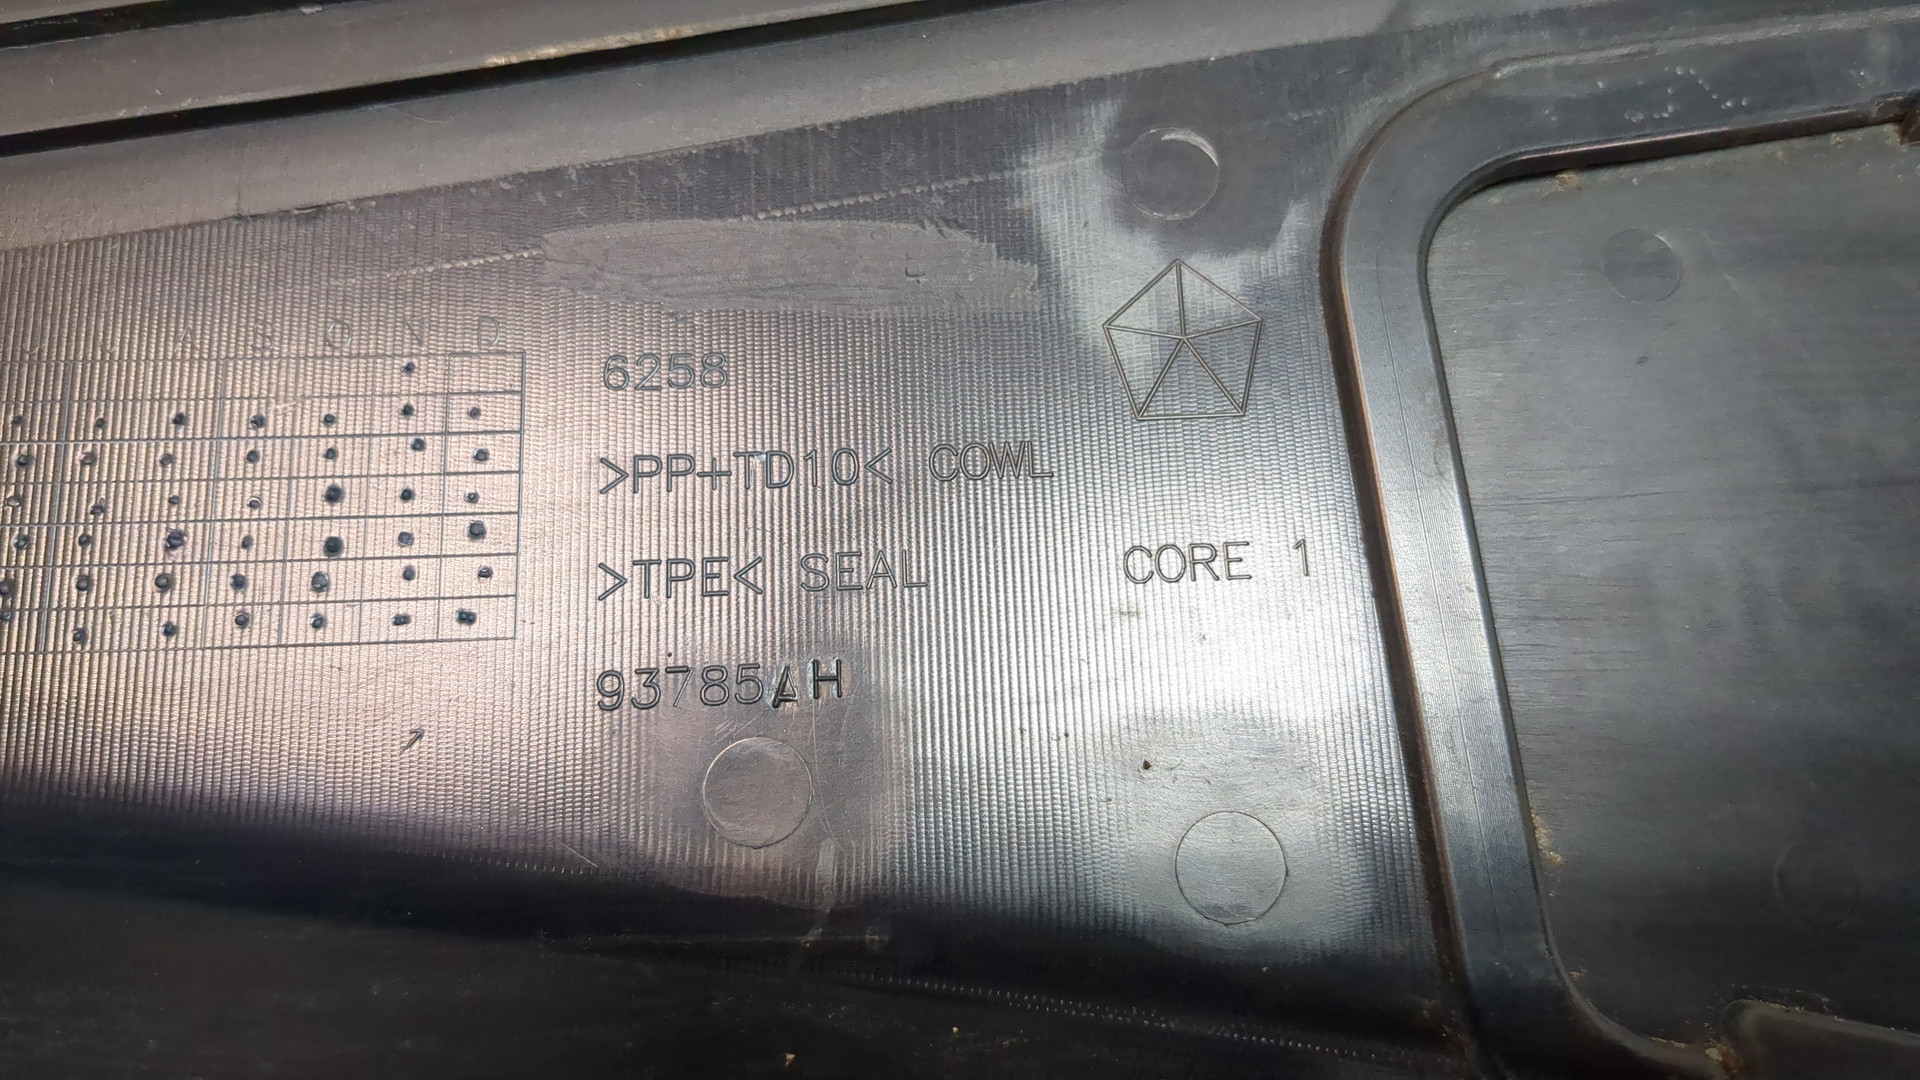 J A S O N D
6258
>PP+TD10< COWL
>TPE< SEAL
CORE 1
93785AH